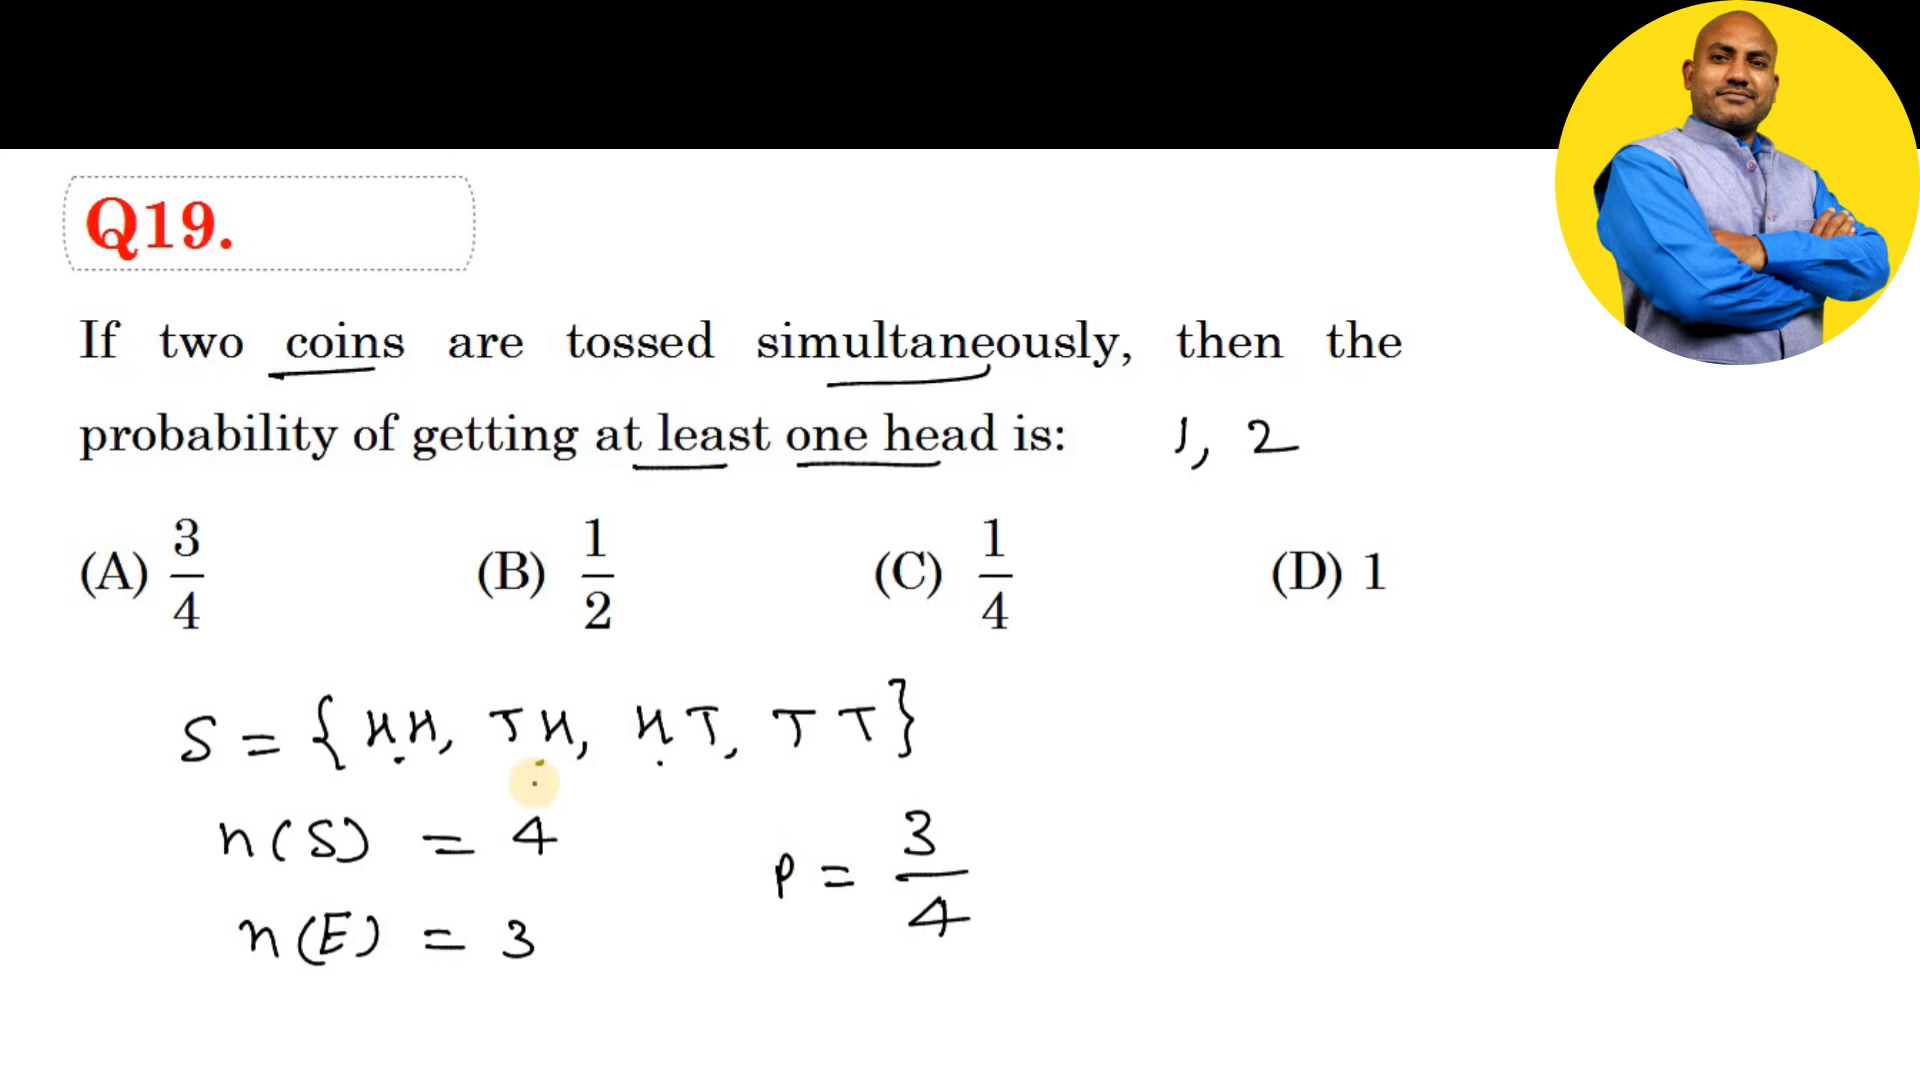 Q19.
If two coins are tossed simultaneously, then the
probability of getting at least one head is: 1, 2
(A) 3/4 (B) 1/2 (C) 1/4 (D) 1
S = { HH, TH, HT, TT}
n(S) = 4
n(E) = 3
P = 3/4